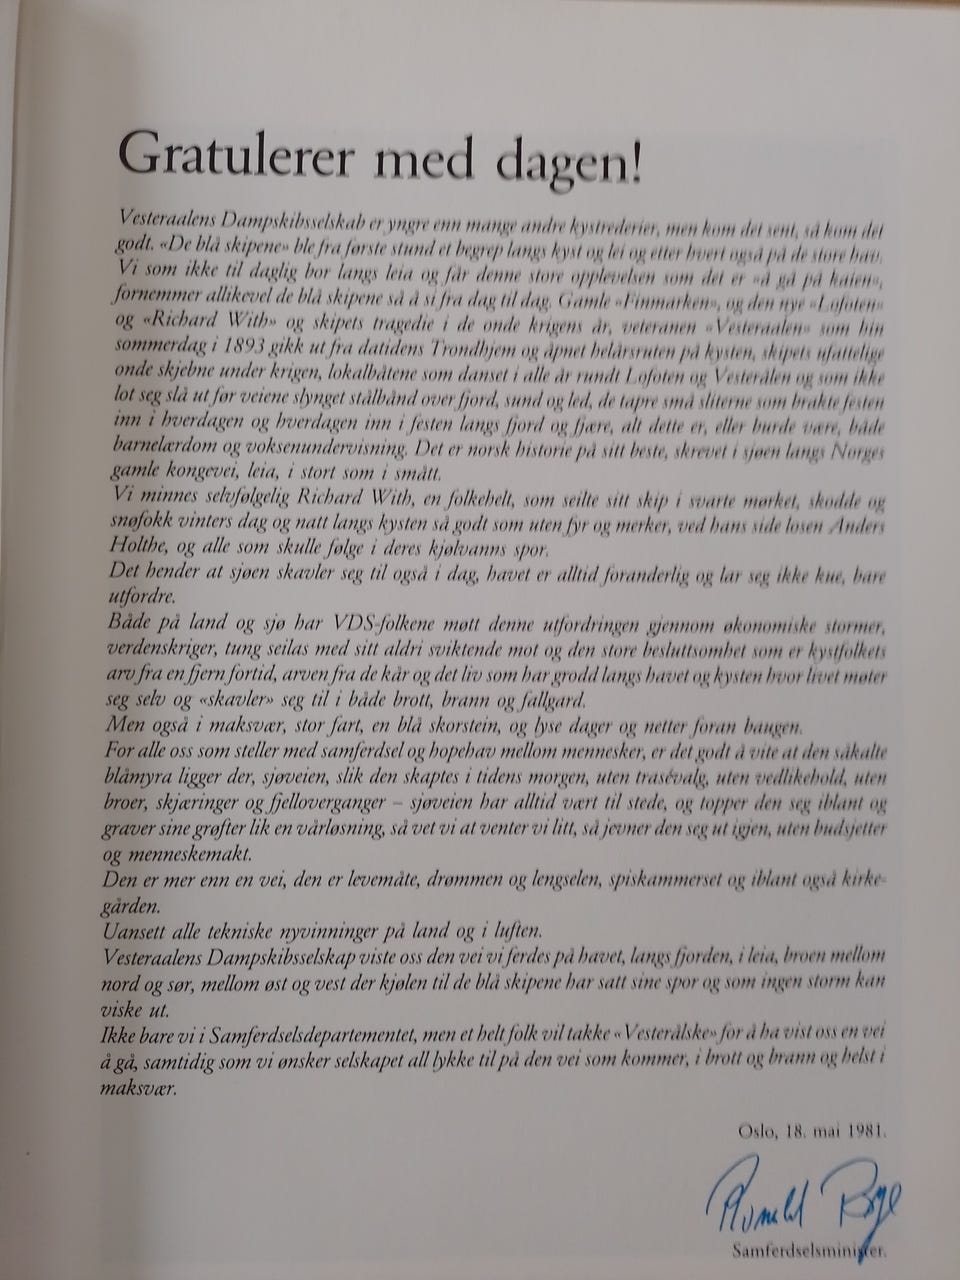 Gratulerer med dagen!
Vesteraalens Dampskibsselskab er yngre enn mange andre kystrederier, men kom det sent, så kom det
godt. «De blå skipene» ble fra første stund et begrep langs kyst og lei og etter hvert også på de store hav.
Vi som ikke til daglig bor langs leia og får denne store opplevelsen som det er «å gå på kaien»,
fornemmer allikevel de blå skipene så å si fra dag til dag. Gamle «Finmarken», og den nye «Lofoten»
og «Richard With» og skipets tragedie i de onde krigens år, veteranen «Vesteraalen» som hin
sommerdag i 1893 gikk ut fra datidens Trondhjem og åpnet helårsruten på kysten, skipets ufattelige
onde skjebne under krigen, lokalbåtene som danset i alle år rundt Lofoten og Vesterålen og som ikke
lot seg slå ut før veiene slynget stålbånd over fjord, sund og led, de tapre små sliterne som brakte festen
inn i hverdagen og hverdagen inn i festen langs fjord og fjære, alt dette er, eller burde være, både
barnelærdom og voksenundervisning. Det er norsk historie på sitt beste, skrevet i sjøen langs Norges
gamle kongevei, leia, i stort som i smått.
Vi minnes selvfølgelig Richard With, en folkehelt, som seilte sitt skip i svarte mørket, skodde og
snøfokk vinters dag og natt langs kysten så godt som uten fyr og merker, ved hans side losen Anders
Holthe, og alle som skulle følge i deres kjølvanns spor.
Det hender at sjøen skavler seg til også i dag, havet er alltid foranderlig og lar seg ikke kue, bare
utfordre.
Både på land og sjø har VDS-folkene møtt denne utfordringen gjennom økonomiske stormer,
verdenskriger, tung seilas med sitt aldri sviktende mot og den store besluttsomhet som er kystfolkets
arv fra en fjern fortid, arven fra de kår og det liv som har grodd langs havet og kysten hvor livet møter
seg selv og «skavler» seg til i både brott, brann og fallgard.
Men også i maksvær, stor fart, en blå skorstein, og lyse dager og netter foran baugen.
For alle oss som steller med samferdsel og hopehav mellom mennesker, er det godt å vite at den såkalte
blåmyra ligger der, sjøveien, slik den skaptes i tidens morgen, uten trasévalg, uten vedlikehold, uten
broer, skjæringer og fjelloverganger – sjøveien har alltid vært til stede, og topper den seg iblant og
graver sine grøfter lik en vårløsning, så vet vi at venter vi litt, så jevner den seg ut igjen, uten budsjetter
og menneskemakt.
Den er mer enn en vei, den er levemåte, drømmen og lengselen, spiskammerset og iblant også kirke-
gården.
Uansett alle tekniske nyvinninger på land og i luften.
Vesteraalens Dampskibsselskap viste oss den vei vi ferdes på havet, langs fjorden, i leia, broen mellom
nord og sør, mellom øst og vest der kjølen til de blå skipene har satt sine spor og som ingen storm kan
viske ut.
Ikke bare vi i Samferdselsdepartementet, men et helt folk vil takke «Vesterålske» for å ha vist oss en vei
å gå, samtidig som vi ønsker selskapet all lykke til på den vei som kommer, i brott og brann og helst i
maksvær.
Oslo, 18. mai 1981.
Samferdselsminister.